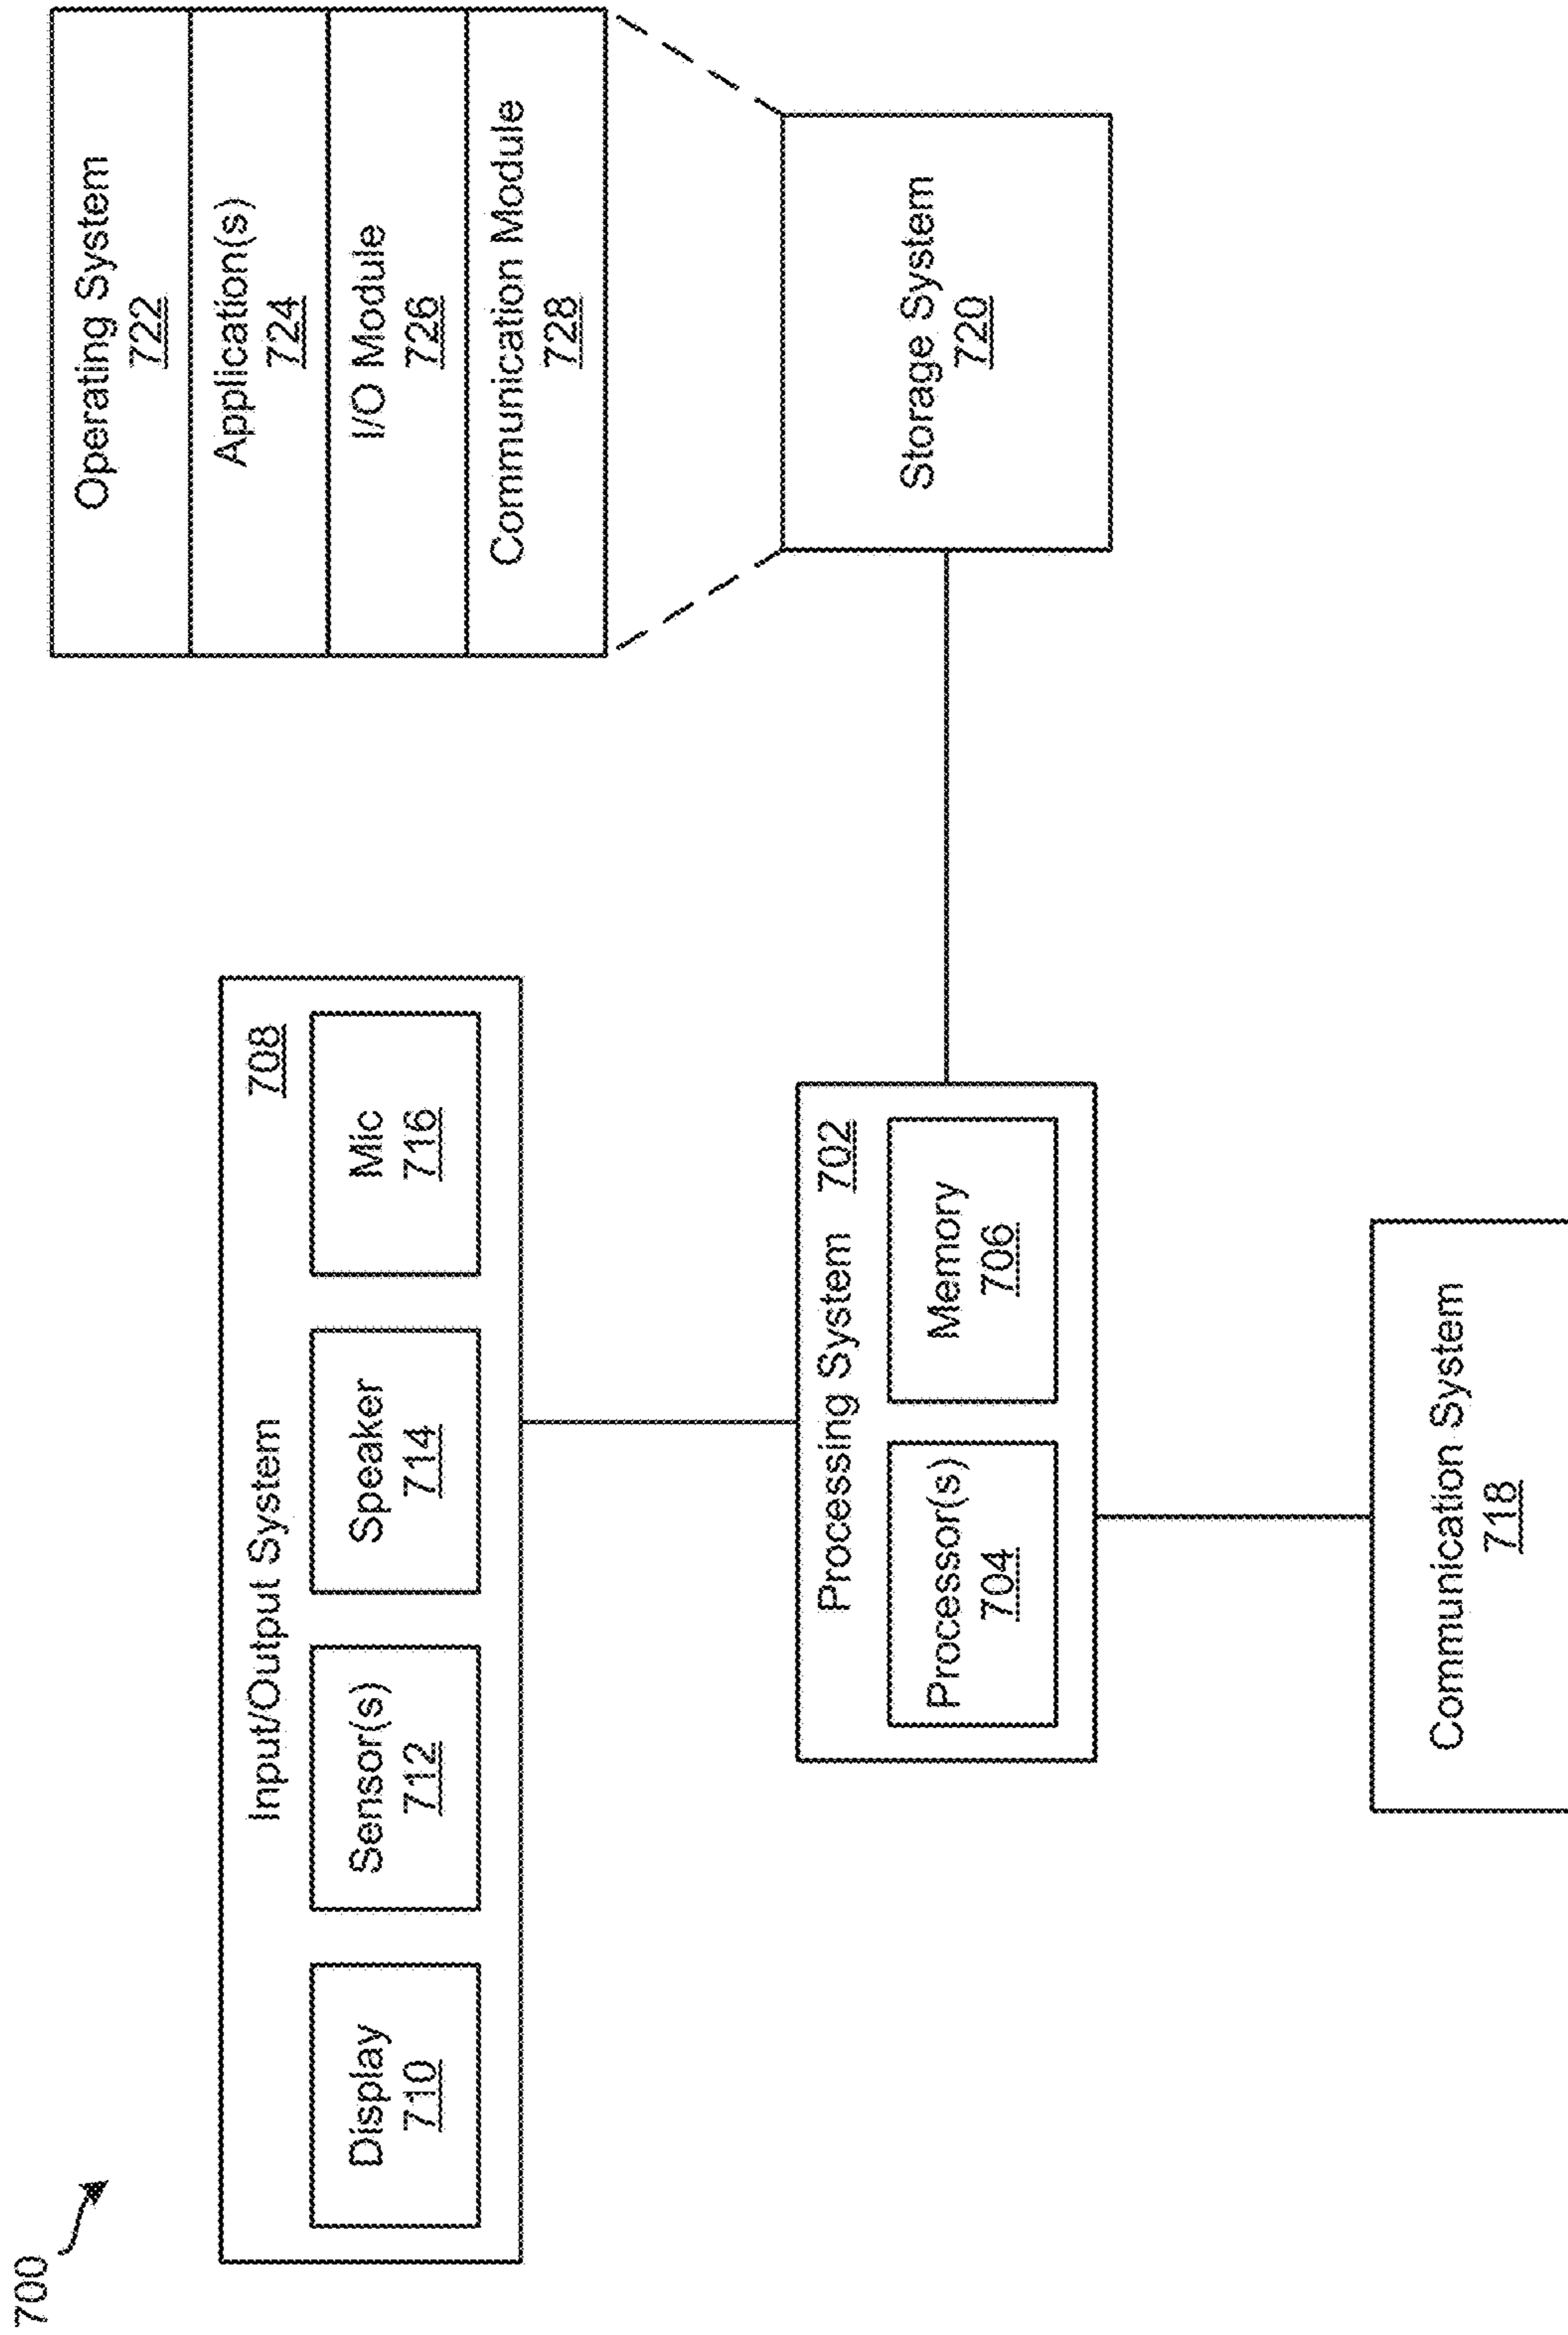 700
Input/Output System
708
Display
710
Sensor(s)
712
Speaker
714
Mic
716
Processing System
702
Processor(s)
704
Memory
706
Communication System
718
Operating System
722
Application(s)
724
I/O Module
726
Communication Module
728
Storage System
720